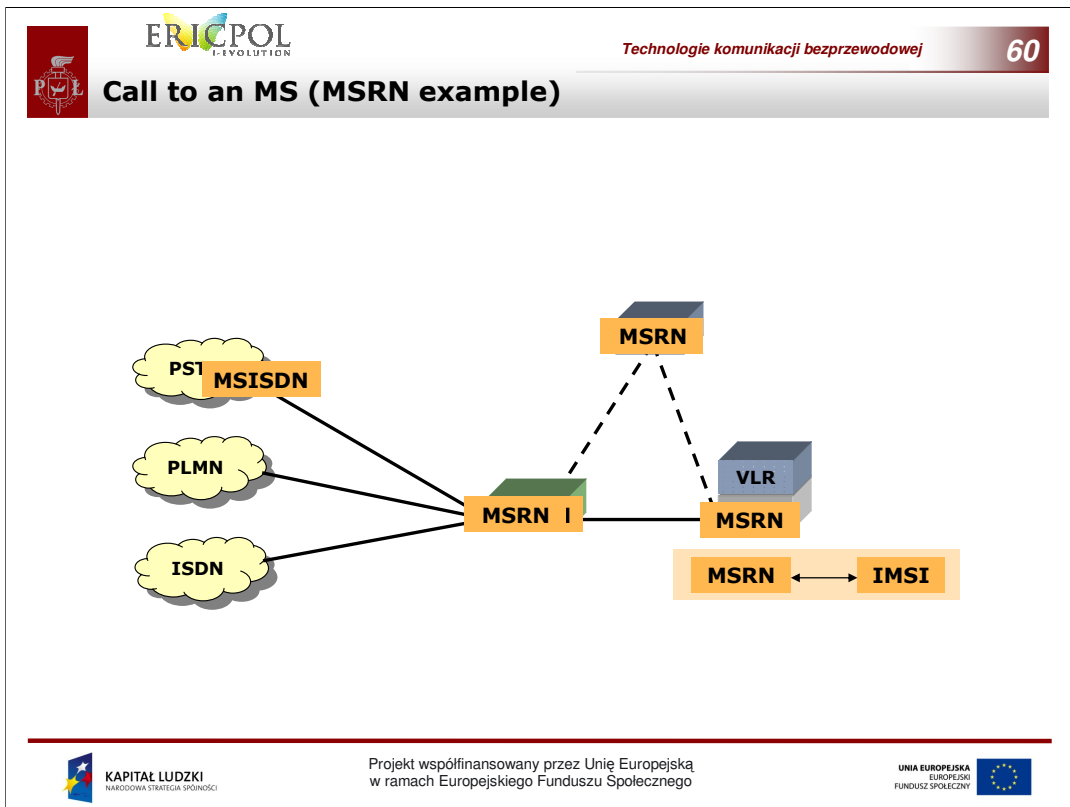 ERICPOL
I-EVOLUTION
Technologie komunikacji bezprzewodowej
60
P Ł
Call to an MS (MSRN example)
MSRN
PST
MSISDN
PLMN
VLR
MSRN
MSRN
ISDN
MSRN
IMSI
KAPITAŁ LUDZKI
NARODOWA STRATEGIA SPÓJNOŚCI
Projekt współfinansowany przez Unię Europejską
w ramach Europejskiego Funduszu Społecznego
UNIA EUROPEJSKA
EUROPEJSKI
FUNDUSZ SPOŁECZNY